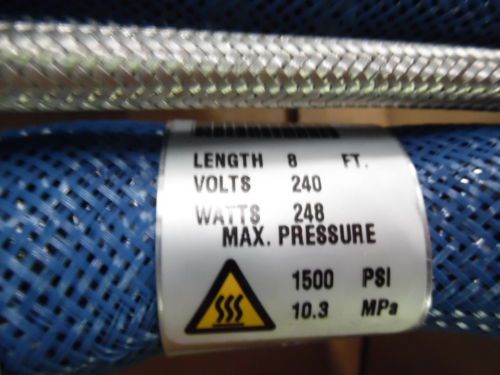 LENGTH 8 FT.
VOLTS 240
WATTS 248
MAX. PRESSURE
1500 PSI
10.3 MPa